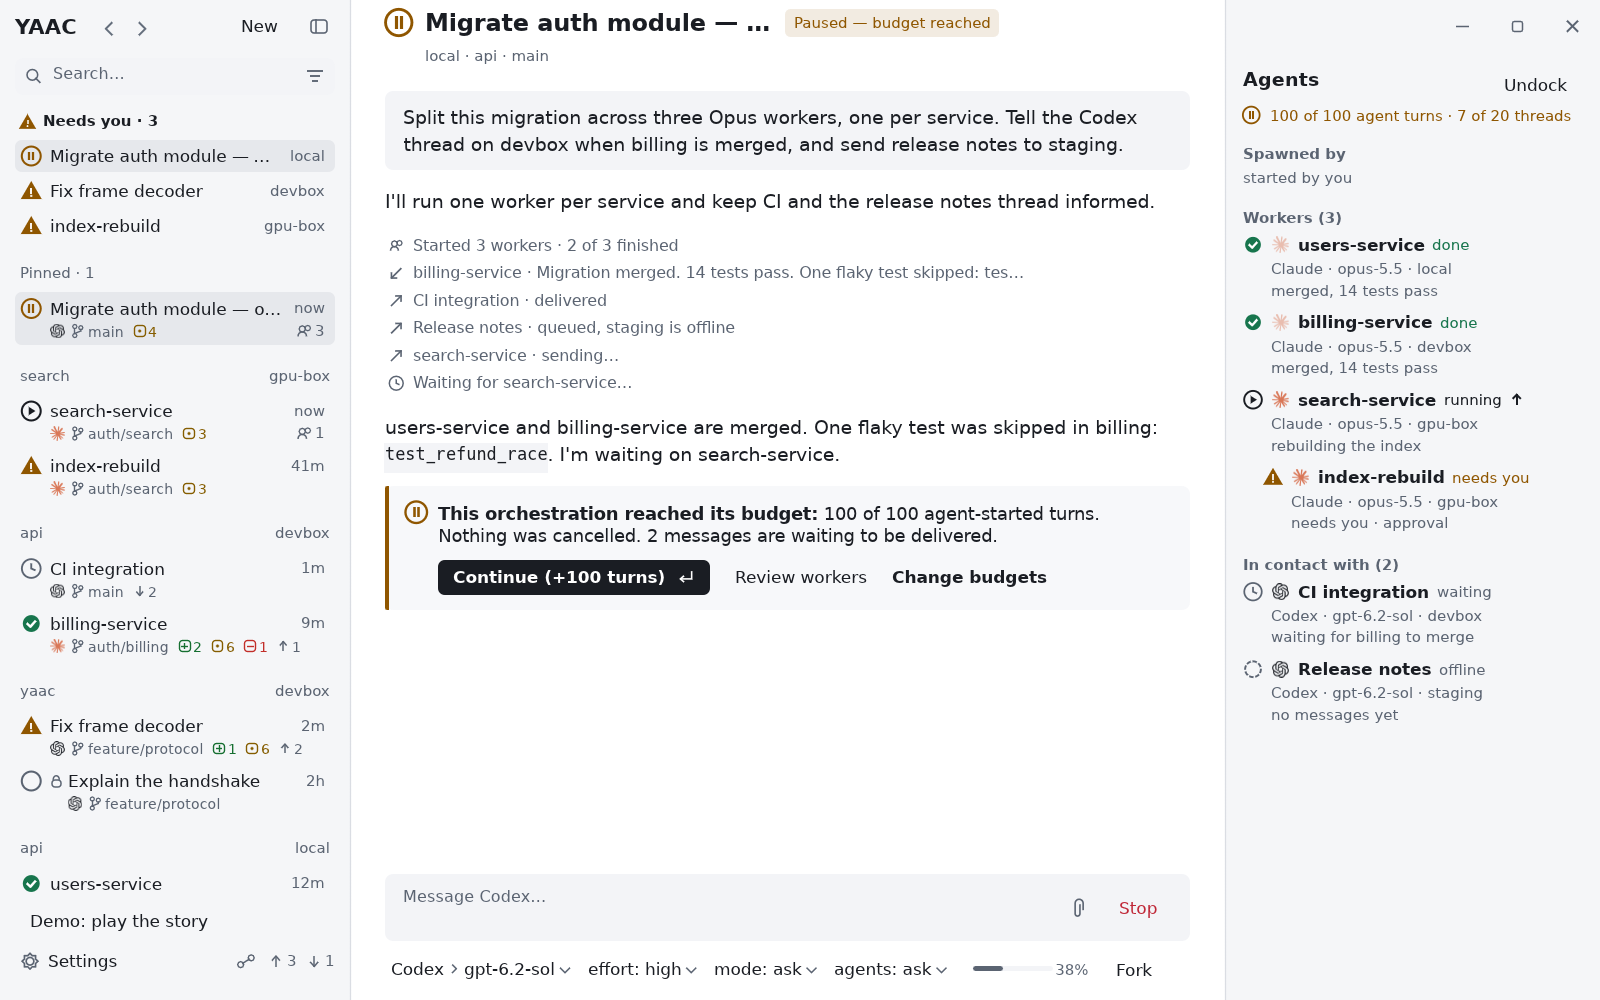 YAAC
New
Search…
Needs you · 3
Migrate auth module — … local
Fix frame decoder devbox
index-rebuild gpu-box
Pinned · 1
Migrate auth module — o… now
main 4 3
search gpu-box
search-service now
auth/search 3 1
index-rebuild 41m
auth/search 3
api devbox
CI integration 1m
main ↓2
billing-service 9m
auth/billing 2 6 1 ↑1
yaac devbox
Fix frame decoder 2m
feature/protocol 1 6 ↑2
Explain the handshake 2h
feature/protocol
api local
users-service 12m
Demo: play the story
Settings ↑3 ↓1
Migrate auth module — … Paused — budget reached
local · api · main
Split this migration across three Opus workers, one per service. Tell the Codex
thread on devbox when billing is merged, and send release notes to staging.
I'll run one worker per service and keep CI and the release notes thread informed.
Started 3 workers · 2 of 3 finished
↙ billing-service · Migration merged. 14 tests pass. One flaky test skipped: tes…
↗ CI integration · delivered
↗ Release notes · queued, staging is offline
↗ search-service · sending…
Waiting for search-service…
users-service and billing-service are merged. One flaky test was skipped in billing:
test_refund_race. I'm waiting on search-service.
This orchestration reached its budget: 100 of 100 agent-started turns.
Nothing was cancelled. 2 messages are waiting to be delivered.
Continue (+100 turns) ↵ Review workers Change budgets
Message Codex…
Stop
Codex › gpt-6.2-sol effort: high mode: ask agents: ask 38% Fork
Agents
Undock
100 of 100 agent turns · 7 of 20 threads
Spawned by
started by you
Workers (3)
users-service done
Claude · opus-5.5 · local
merged, 14 tests pass
billing-service done
Claude · opus-5.5 · devbox
merged, 14 tests pass
search-service running ↑
Claude · opus-5.5 · gpu-box
rebuilding the index
index-rebuild needs you
Claude · opus-5.5 · gpu-box
needs you · approval
In contact with (2)
CI integration waiting
Codex · gpt-6.2-sol · devbox
waiting for billing to merge
Release notes offline
Codex · gpt-6.2-sol · staging
no messages yet